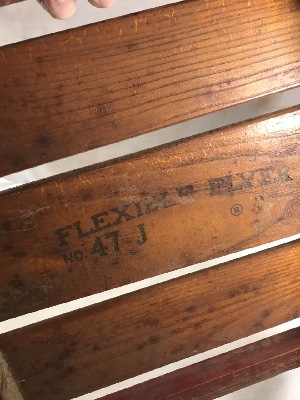 FLEXIBLE FLYER
®
NO. 47 J